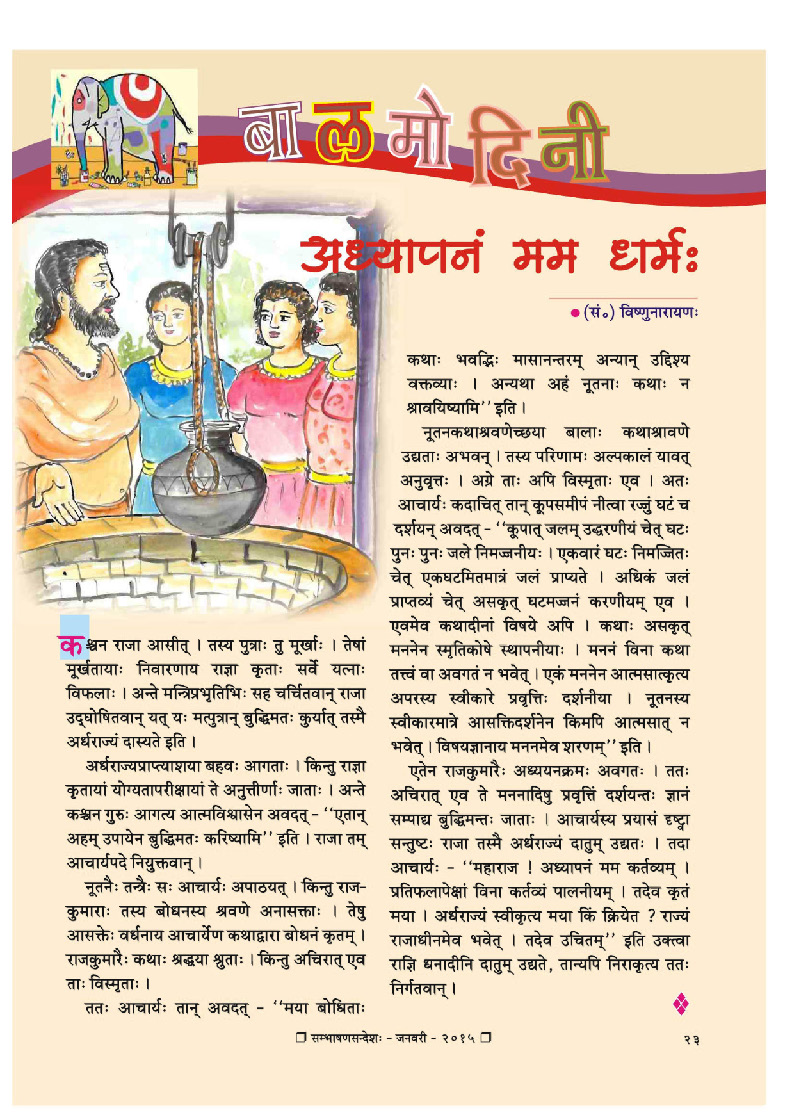 बालमोदिनी
अध्यापनं मम धर्मः
● (सं॰) विष्णुनारायणः
कश्चन राजा आसीत् । तस्य पुत्राः तु मूर्खाः । तेषां
मूर्खतायाः निवारणाय राज्ञा कृताः सर्वे यत्नाः
विफलाः । अन्ते मन्त्रिप्रभृतिभिः सह चर्चितवान् राजा
उद्घोषितवान् यत् यः मत्पुत्रान् बुद्धिमतः कुर्यात् तस्मै
अर्धराज्यं दास्यते इति ।
अर्धराज्यप्राप्त्याशया बहवः आगताः । किन्तु राज्ञा
कृतायां योग्यतापरीक्षायां ते अनुत्तीर्णाः जाताः । अन्ते
कश्चन गुरुः आगत्य आत्मविश्वासेन अवदत् - ‘‘एतान्
अहम् उपायेन बुद्धिमतः करिष्यामि’’ इति । राजा तम्
आचार्यपदे नियुक्तवान् ।
नूतनैः तन्त्रैः सः आचार्यः अपाठयत् । किन्तु राज-
कुमाराः तस्य बोधनस्य श्रवणे अनासक्ताः । तेषु
आसक्तेः वर्धनाय आचार्येण कथाद्वारा बोधनं कृतम् ।
राजकुमारैः कथाः श्रद्धया श्रुताः । किन्तु अचिरात् एव
ताः विस्मृताः ।
ततः आचार्यः तान् अवदत् - ‘‘मया बोधिताः
कथाः भवद्भिः मासानन्तरम् अन्यान् उद्दिश्य
वक्तव्याः । अन्यथा अहं नूतनाः कथाः न
श्रावयिष्यामि’’ इति ।
नूतनकथाश्रवणेच्छया बालाः कथाश्रावणे
उद्यताः अभवन् । तस्य परिणामः अल्पकालं यावत्
अनुवृत्तः । अग्रे ताः अपि विस्मृताः एव । अतः
आचार्यः कदाचित् तान् कूपसमीपं नीत्वा रज्जुं घटं च
दर्शयन् अवदत् - ‘‘कूपात् जलम् उद्धरणीयं चेत् घटः
पुनः पुनः जले निमज्जनीयः । एकवारं घटः निमज्जितः
चेत् एकघटमितमात्रं जलं प्राप्यते । अधिकं जलं
प्राप्तव्यं चेत् असकृत् घटमज्जनं करणीयम् एव ।
एवमेव कथादीनां विषये अपि । कथाः असकृत्
मननेन स्मृतिकोषे स्थापनीयाः । मननं विना कथा
तत्त्वं वा अवगतं न भवेत् । एकं मननेन आत्मसात्कृत्य
अपरस्य स्वीकारे प्रवृत्तिः दर्शनीया । नूतनस्य
स्वीकारमात्रे आसक्तिदर्शनेन किमपि आत्मसात् न
भवेत् । विषयज्ञानाय मननमेव शरणम्’’ इति ।
एतेन राजकुमारैः अध्ययनक्रमः अवगतः । ततः
अचिरात् एव ते मननादिषु प्रवृत्तिं दर्शयन्तः ज्ञानं
सम्पाद्य बुद्धिमन्तः जाताः । आचार्यस्य प्रयासं दृष्ट्वा
सन्तुष्टः राजा तस्मै अर्धराज्यं दातुम् उद्यतः । तदा
आचार्यः - ‘‘महाराज ! अध्यापनं मम कर्तव्यम् ।
प्रतिफलापेक्षां विना कर्तव्यं पालनीयम् । तदेव कृतं
मया । अर्धराज्यं स्वीकृत्य मया किं क्रियेत ? राज्यं
राजाधीनमेव भवेत् । तदेव उचितम्’’ इति उक्त्वा
राज्ञि धनादीनि दातुम् उद्यते, तान्यपि निराकृत्य ततः
निर्गतवान् ।
❐ सम्भाषणसन्देशः - जनवरी - २०१५ ❐
२३